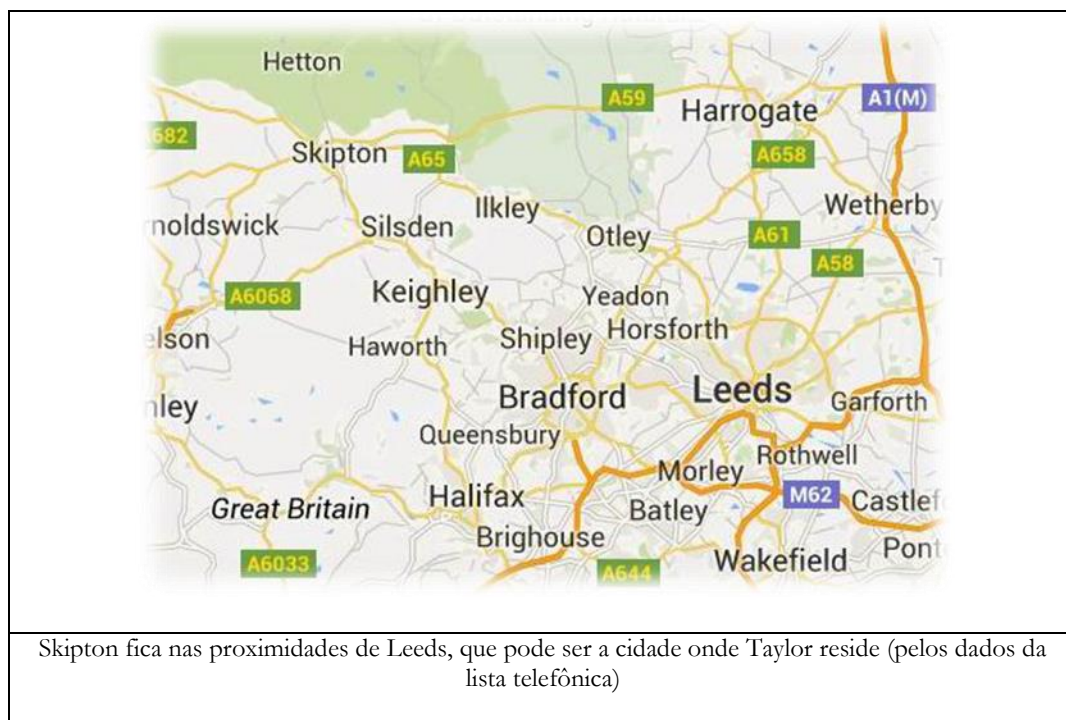 Hetton
A59
Harrogate
A1(M)
682
Skipton
A65
A658
Ilkley
Wetherby
noldswick
Silsden
Otley
A61
A58
A6068
Keighley
Yeadon
elson
Haworth
Shipley
Horsforth
Bradford
Leeds
nley
Queensbury
Garforth
Rothwell
Morley
Great Britain
Halifax
Batley
M62
Castlef
Brighouse
A6033
A644
Wakefield
Pont
Skipton fica nas proximidades de Leeds, que pode ser a cidade onde Taylor reside (pelos dados da
lista telefônica)